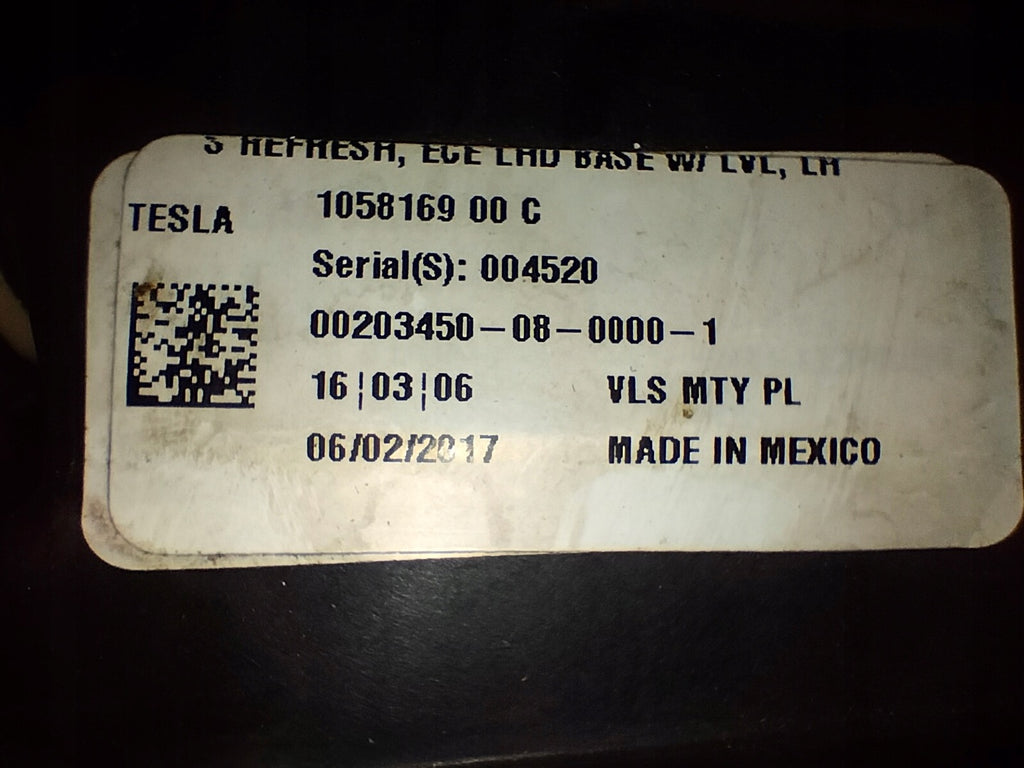 S REFRESH, ECE LHD BASE W/ LVL, LH
TESLA
1058169 00 C
Serial(S): 004520
00203450-08-0000-1
16|03|06 VLS MTY PL
06/02/2017 MADE IN MEXICO